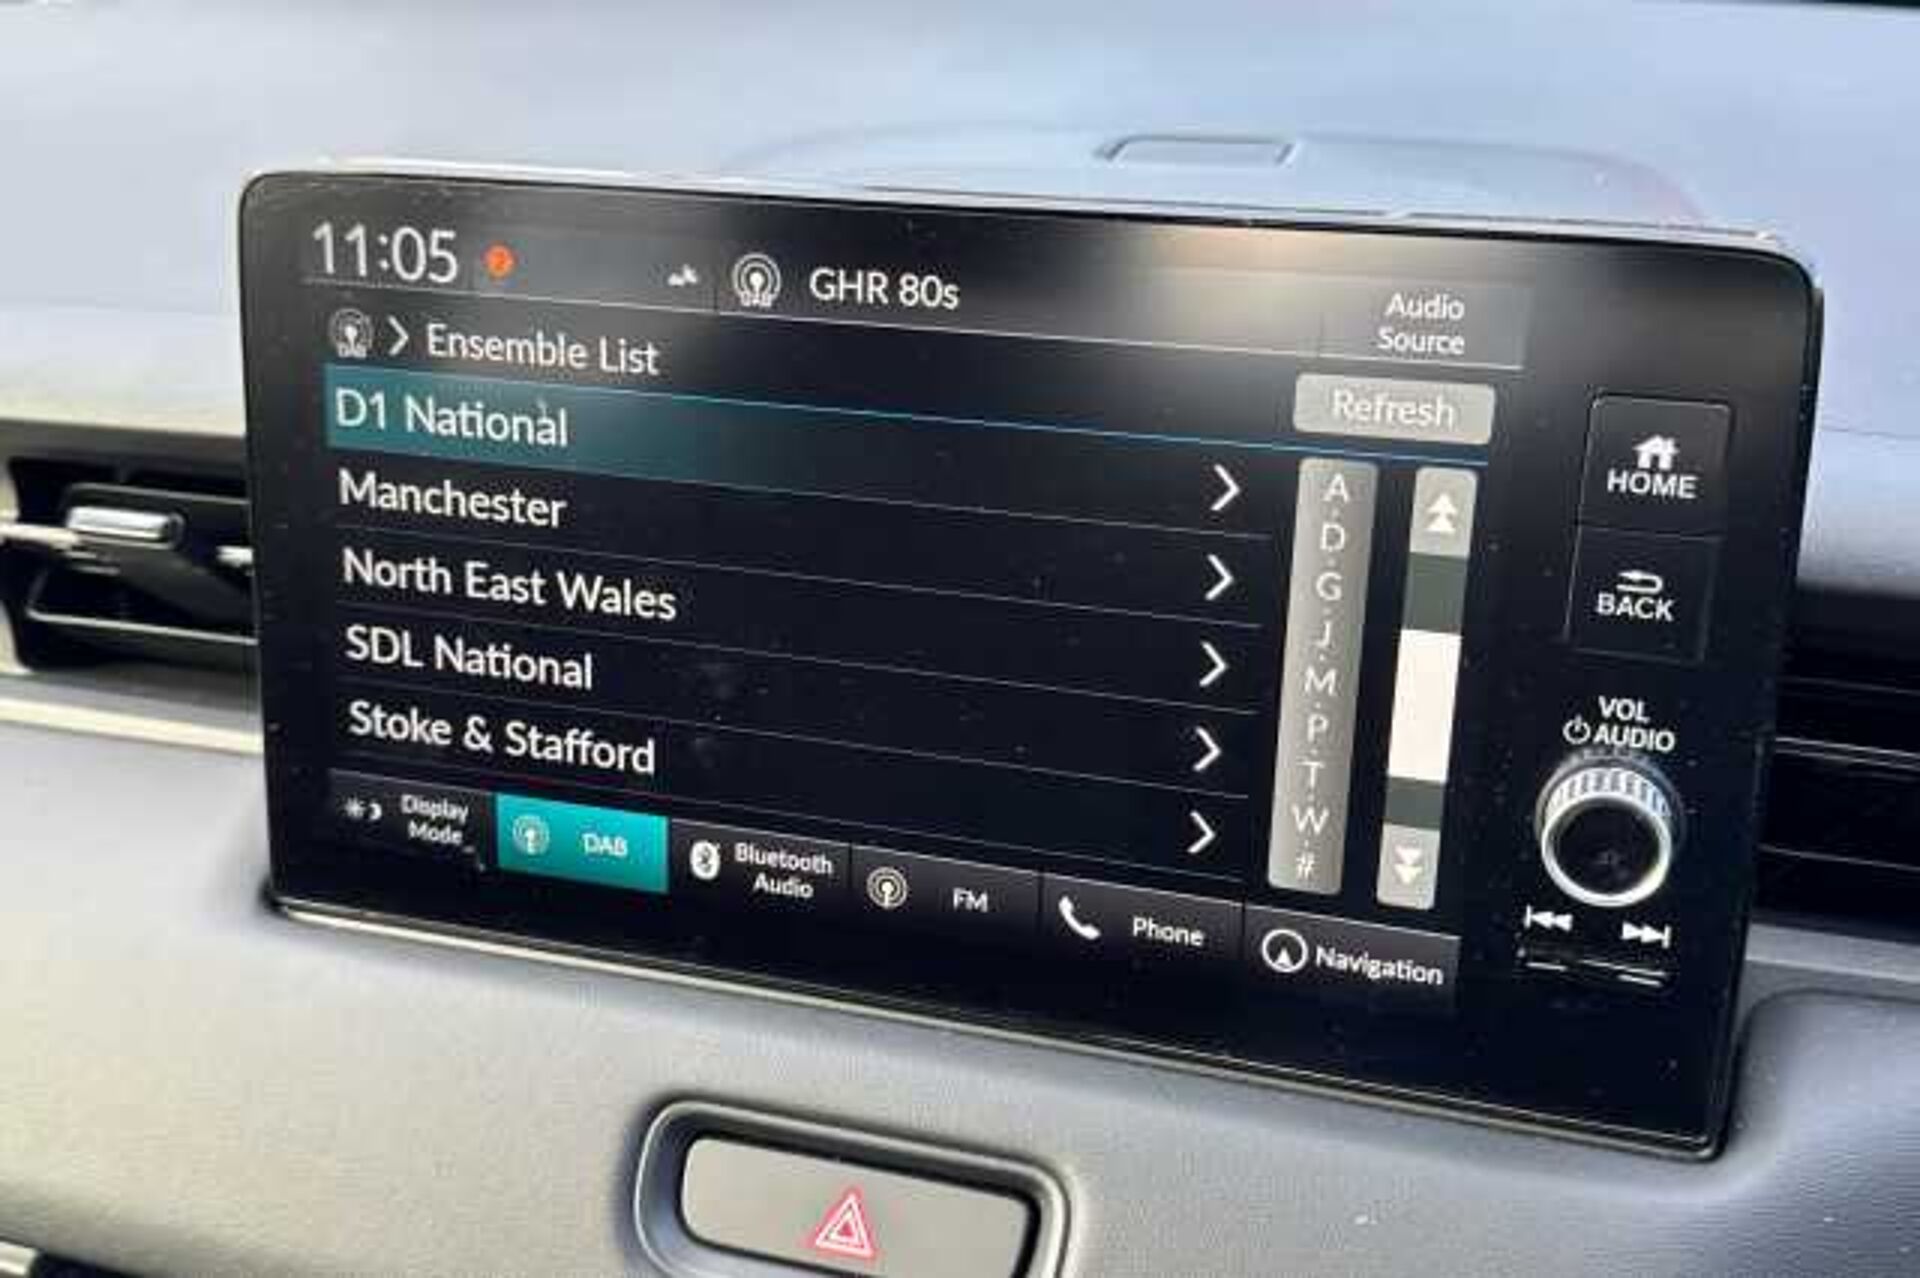 11:05
GHR 80s
Audio
Source
DAB
Ensemble List
Refresh
D1 National
Manchester
North East Wales
SDL National
Stoke & Stafford
A
D
G
J
M
P
T
W
#
HOME
BACK
VOL
AUDIO
Display
Mode
DAB
Bluetooth
Audio
FM
Phone
Navigation